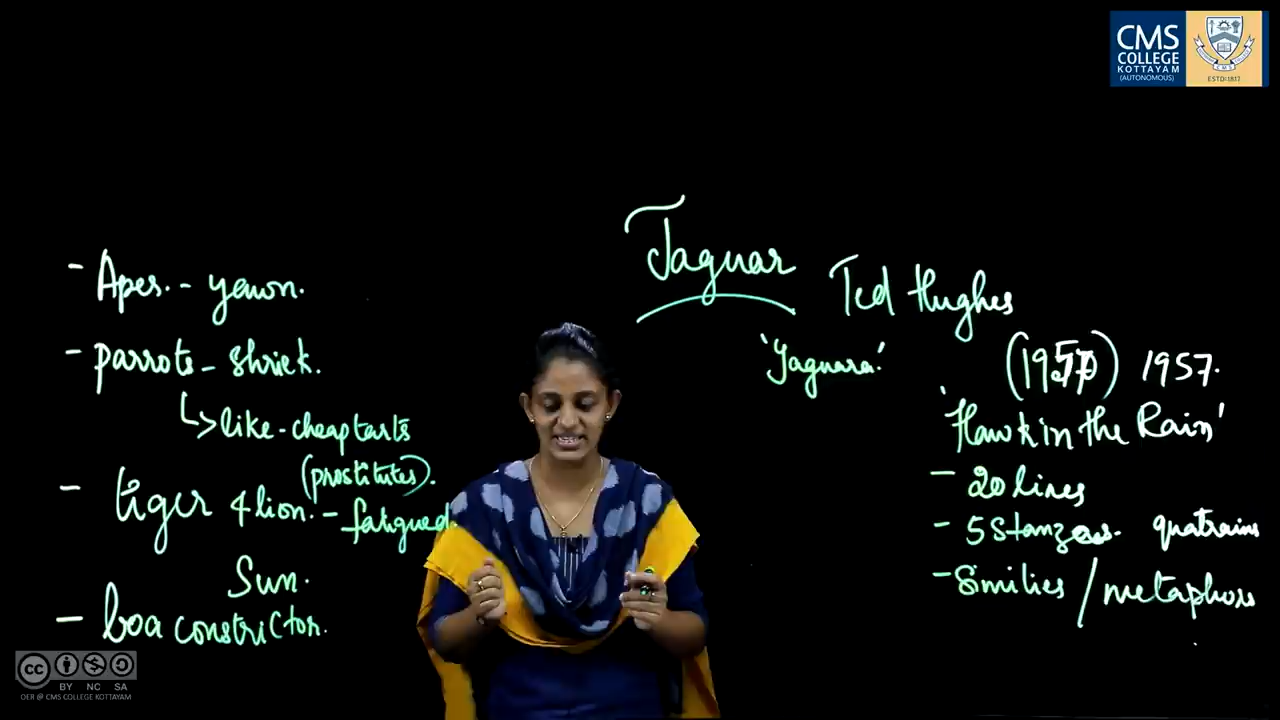 CMS
COLLEGE
KOTTAYAM
(AUTONOMOUS)
ESTD:1817
Jaguar
Ted Hughes
'Yaguara'
(1957) 1957.
'Hawk in the Rain'
- 20 lines
- 5 Stanzas. quatrains
- Similies / metaphors
- Apes. - yawn.
- parrots - shriek.
↳ like - cheap tarts
(prostitutes).
- tiger & lion. - fatigued.
Sun.
- boa constrictor.
cc BY NC SA
OER @ CMS COLLEGE KOTTAYAM